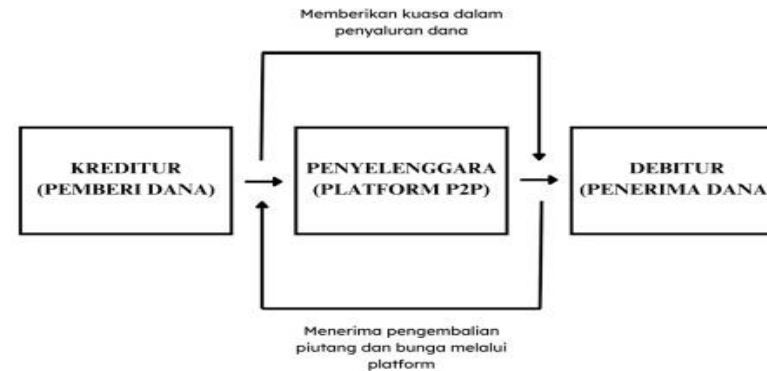 Memberikan kuasa dalam
penyaluran dana
KREDITUR
(PEMBERI DANA)
PENYELENGGARA
(PLATFORM P2P)
DEBITUR
(PENERIMA DANA
Menerima pengembalian
piutang dan bunga melalui
platform